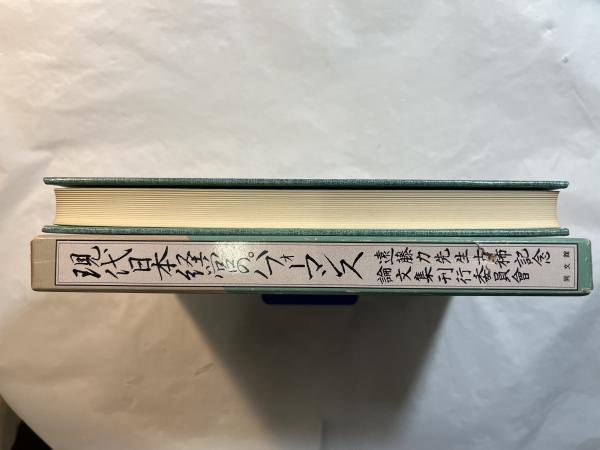 現代日本経営のパフォーマンス
遠藤力先生古稀記念
論文集刊行委員會
同文舘